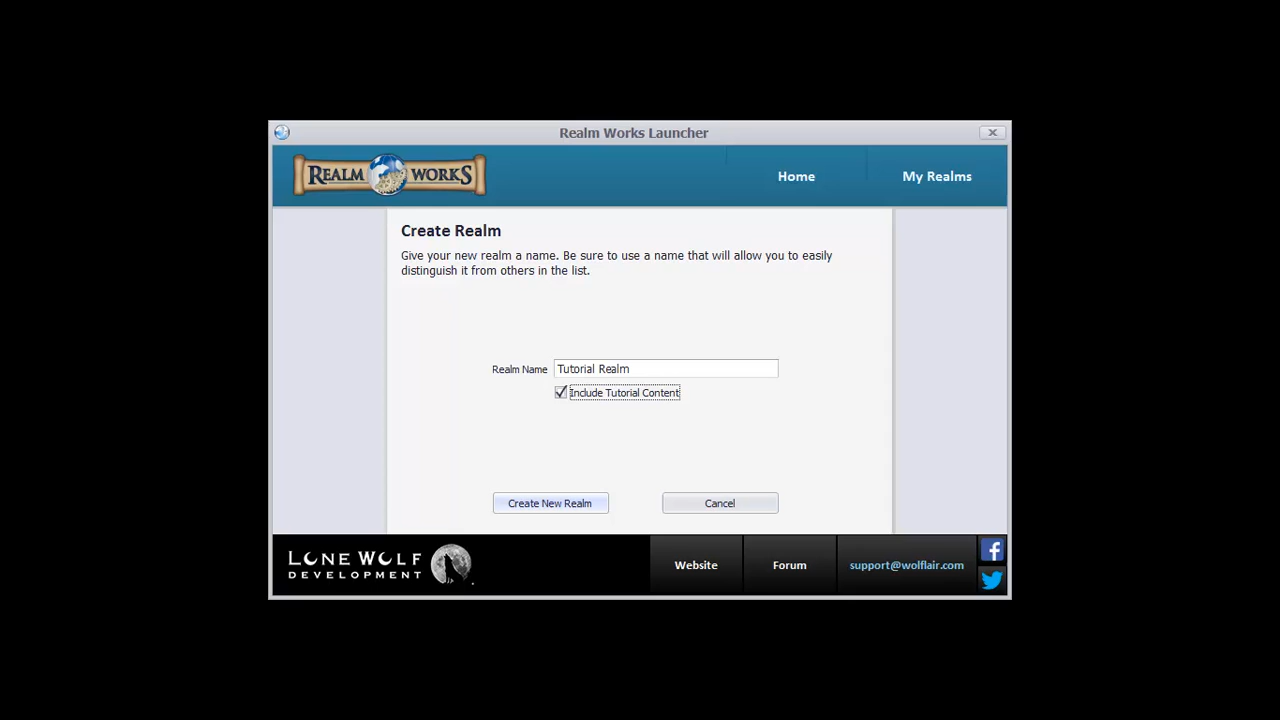 Realm Works Launcher
REALM WORKS
Home
My Realms
Create Realm
Give your new realm a name. Be sure to use a name that will allow you to easily
distinguish it from others in the list.
Realm Name
Tutorial Realm
Include Tutorial Content
Create New Realm
Cancel
LONE WOLF
DEVELOPMENT
Website
Forum
support@wolflair.com